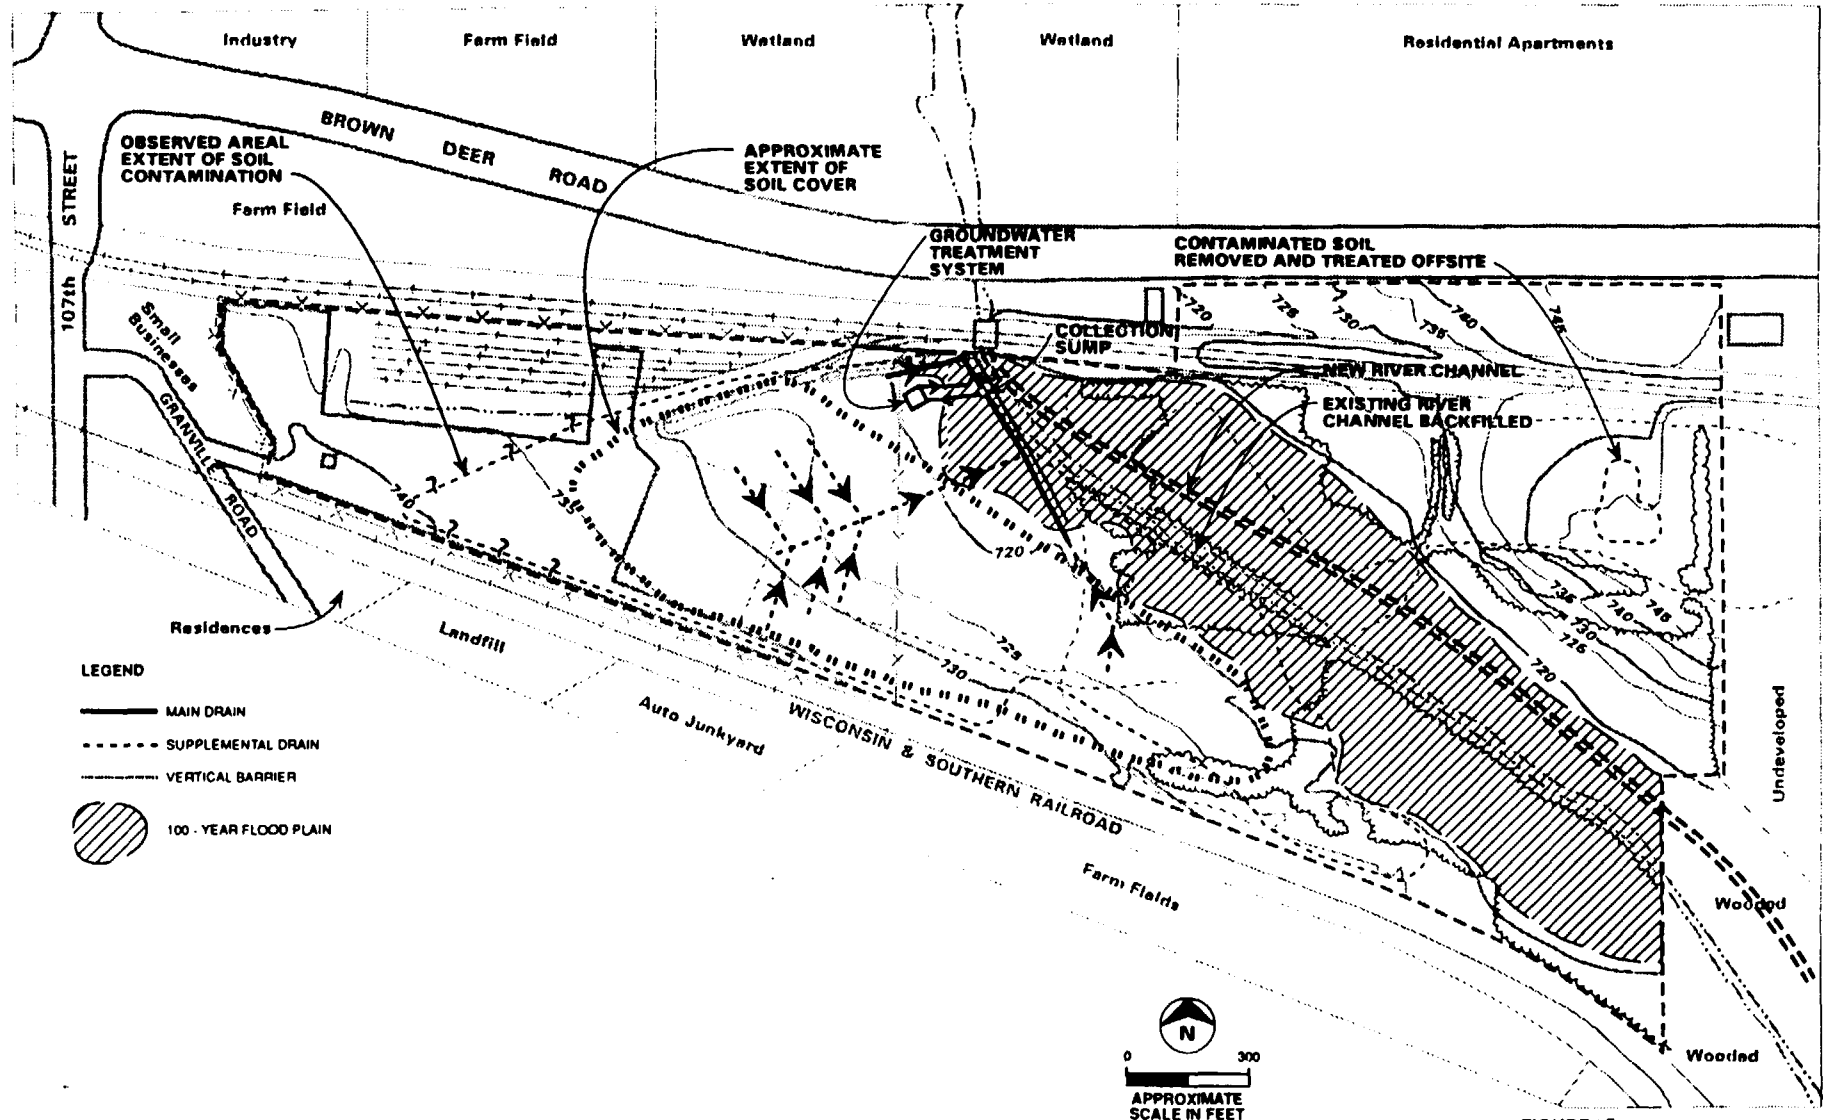 Industry
Farm Field
Wetland
Wetland
Residential Apartments
BROWN DEER ROAD
OBSERVED AREAL
EXTENT OF SOIL
CONTAMINATION
APPROXIMATE
EXTENT OF
SOIL COVER
107th STREET
Farm Field
GROUNDWATER
TREATMENT
SYSTEM
CONTAMINATED SOIL
REMOVED AND TREATED OFFSITE
Small
Businesses
COLLECTION
SUMP
720
725
730
735
740
745
NEW RIVER CHANNEL
EXISTING RIVER
CHANNEL BACKFILLED
GRANVILLE ROAD
740
735
720
Residences
Landfill
725
730
735
740
745
730
725
720
LEGEND
MAIN DRAIN
SUPPLEMENTAL DRAIN
VERTICAL BARRIER
100 - YEAR FLOOD PLAIN
Auto Junkyard
WISCONSIN & SOUTHERN RAILROAD
Undeveloped
Farm Fields
Wooded
Wooded
N
0 300
APPROXIMATE
SCALE IN FEET